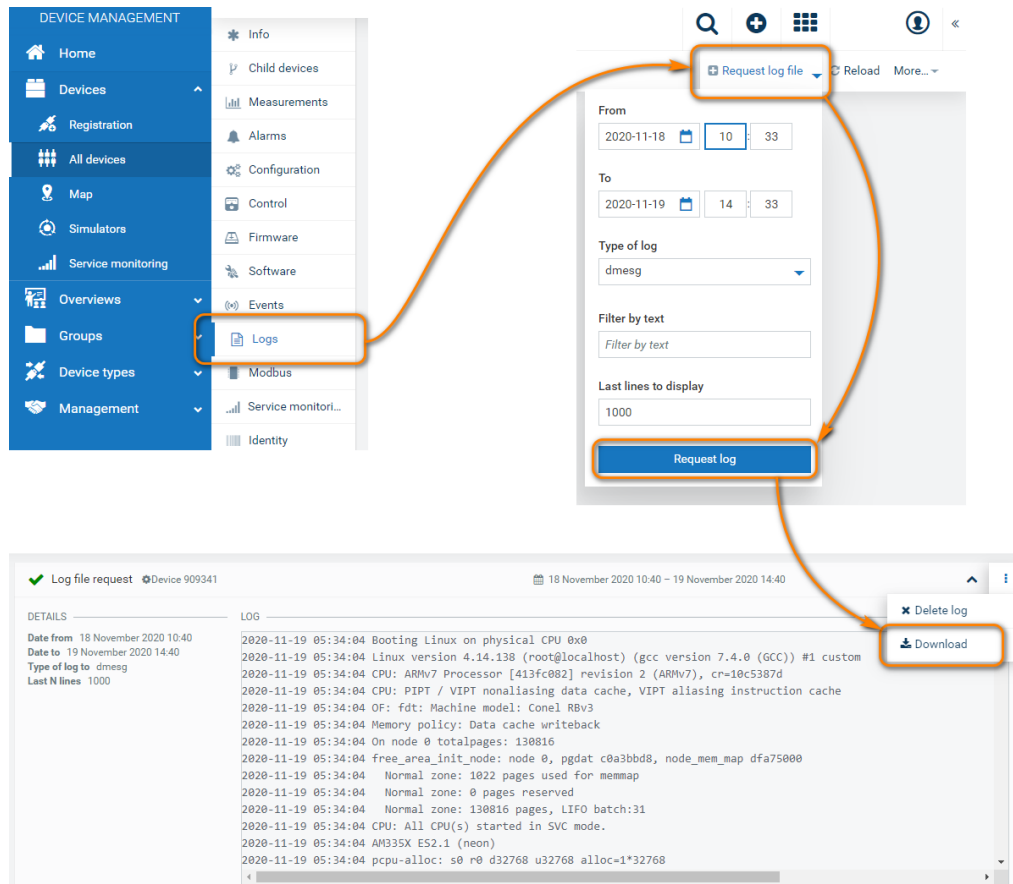 DEVICE MANAGEMENT
Home
Devices
Registration
All devices
Map
Simulators
Service monitoring
Overviews
Groups
Device types
Management
Info
Child devices
Measurements
Alarms
Configuration
Control
Firmware
Software
Events
Logs
Modbus
Service monitori...
Identity
Request log file
Reload
More...
From
2020-11-18 10 : 33
To
2020-11-19 14 : 33
Type of log
dmesg
Filter by text
Filter by text
Last lines to display
1000
Request log
Log file request Device 909341
18 November 2020 10:40 – 19 November 2020 14:40
Delete log
Download
DETAILS
Date from 18 November 2020 10:40
Date to 19 November 2020 14:40
Type of log to dmesg
Last N lines 1000
LOG
2020-11-19 05:34:04 Booting Linux on physical CPU 0x0
2020-11-19 05:34:04 Linux version 4.14.138 (root@localhost) (gcc version 7.4.0 (GCC)) #1 custom
2020-11-19 05:34:04 CPU: ARMv7 Processor [413fc082] revision 2 (ARMv7), cr=10c5387d
2020-11-19 05:34:04 CPU: PIPT / VIPT nonaliasing data cache, VIPT aliasing instruction cache
2020-11-19 05:34:04 OF: fdt: Machine model: Conel RBv3
2020-11-19 05:34:04 Memory policy: Data cache writeback
2020-11-19 05:34:04 On node 0 totalpages: 130816
2020-11-19 05:34:04 free_area_init_node: node 0, pgdat c0a3bbd8, node_mem_map dfa75000
2020-11-19 05:34:04   Normal zone: 1022 pages used for memmap
2020-11-19 05:34:04   Normal zone: 0 pages reserved
2020-11-19 05:34:04   Normal zone: 130816 pages, LIFO batch:31
2020-11-19 05:34:04 CPU: All CPU(s) started in SVC mode.
2020-11-19 05:34:04 AM335X ES2.1 (neon)
2020-11-19 05:34:04 pcpu-alloc: s0 r0 d32768 u32768 alloc=1*32768